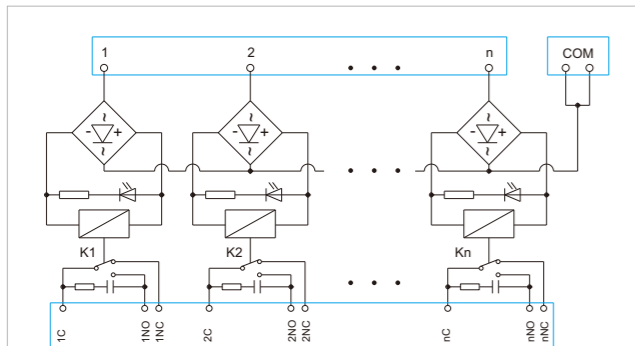 1 2 n COM
~ ~ ~
- + - + - +
~ ~ ~
K1 K2 Kn
1C 1NO 1NC 2C 2NO 2NC nC nNO nNC